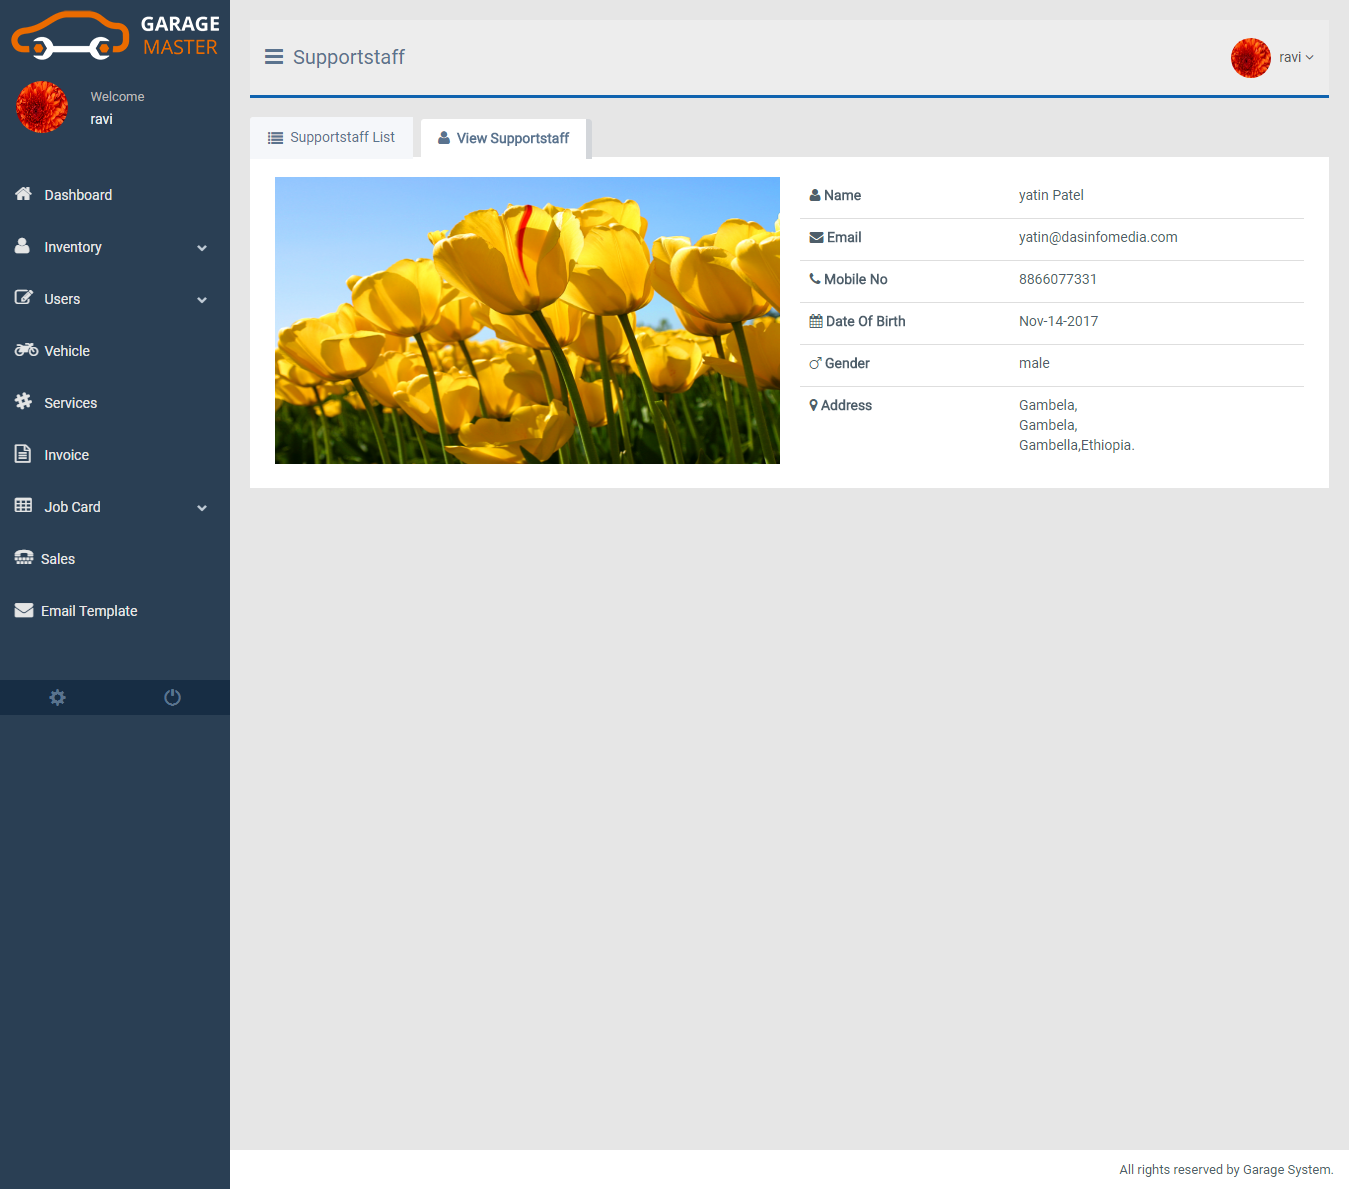 GARAGE
MASTER
Welcome
ravi
Dashboard
Inventory
Users
Vehicle
Services
Invoice
Job Card
Sales
Email Template
Supportstaff
ravi
Supportstaff List
View Supportstaff
Name yatin Patel
Email yatin@dasinfomedia.com
Mobile No 8866077331
Date Of Birth Nov-14-2017
Gender male
Address Gambela,
Gambela,
Gambella,Ethiopia.
All rights reserved by Garage System.